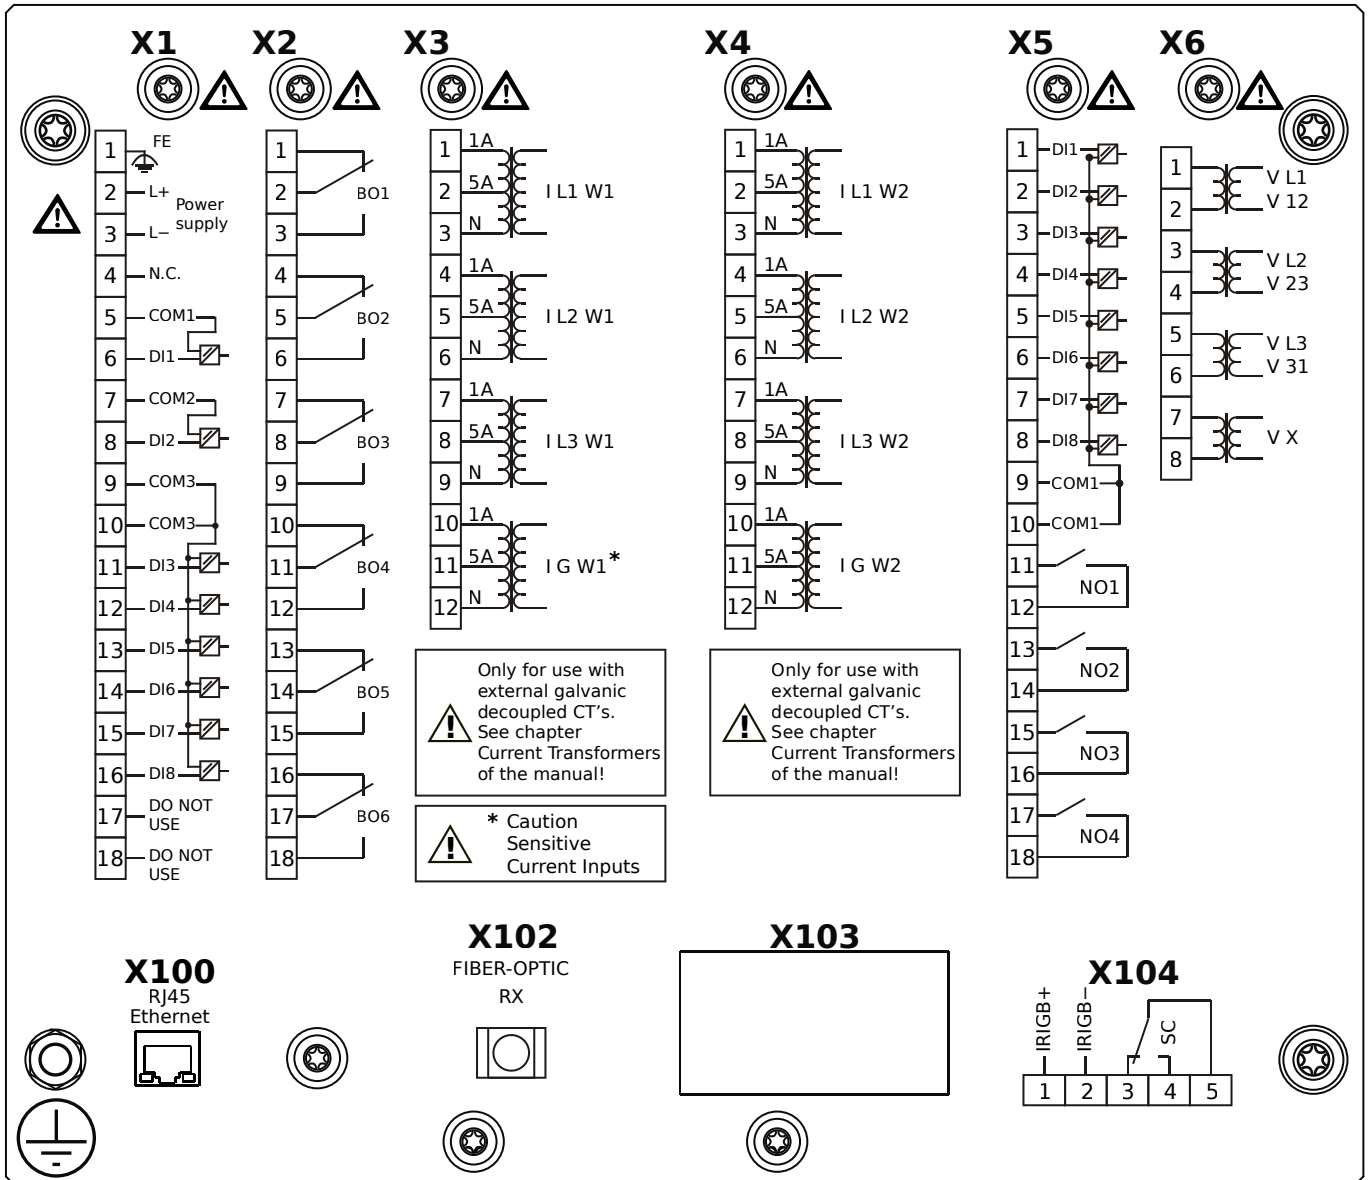 X1
1 FE
2 L+ Power
3 L− supply
4 N.C.
5 COM1
6 DI1
7 COM2
8 DI2
9 COM3
10 COM3
11 DI3
12 DI4
13 DI5
14 DI6
15 DI7
16 DI8
17 DO NOT
USE
18 DO NOT
USE
X2
1
2 BO1
3
4
5 BO2
6
7
8 BO3
9
10
11 BO4
12
13
14 BO5
15
16
17 BO6
18
X3
1 1A
2 5A I L1 W1
3 N
4 1A
5 5A I L2 W1
6 N
7 1A
8 5A I L3 W1
9 N
10 1A
11 5A I G W1*
12 N
Only for use with
external galvanic
decoupled CT's.
See chapter
Current Transformers
of the manual!
* Caution
Sensitive
Current Inputs
X4
1 1A
2 5A I L1 W2
3 N
4 1A
5 5A I L2 W2
6 N
7 1A
8 5A I L3 W2
9 N
10 1A
11 5A I G W2
12 N
Only for use with
external galvanic
decoupled CT's.
See chapter
Current Transformers
of the manual!
X5
1 DI1
2 DI2
3 DI3
4 DI4
5 DI5
6 DI6
7 DI7
8 DI8
9 COM1
10 COM1
11
NO1
12
13
NO2
14
15
NO3
16
17
NO4
18
X6
1 V L1
2 V 12
3 V L2
4 V 23
5 V L3
6 V 31
7
V X
8
X100
RJ45
Ethernet
X102
FIBER-OPTIC
RX
X103
X104
IRIGB+
IRIGB−
SC
1 2 3 4 5